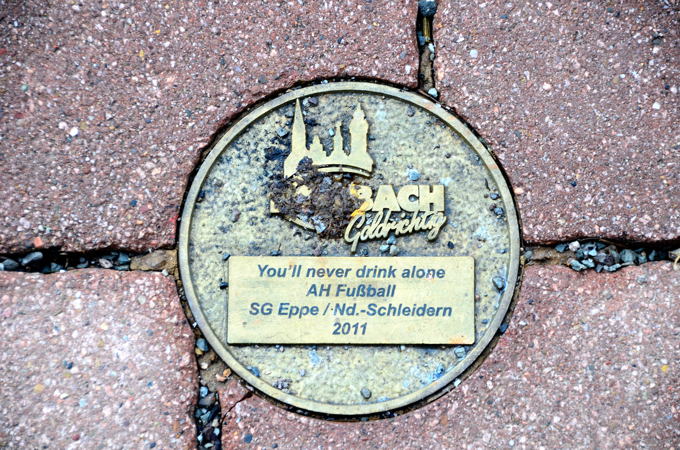 BACH
Goldrichtig
You'll never drink alone
AH Fußball
SG Eppe / Nd.-Schleidern
2011